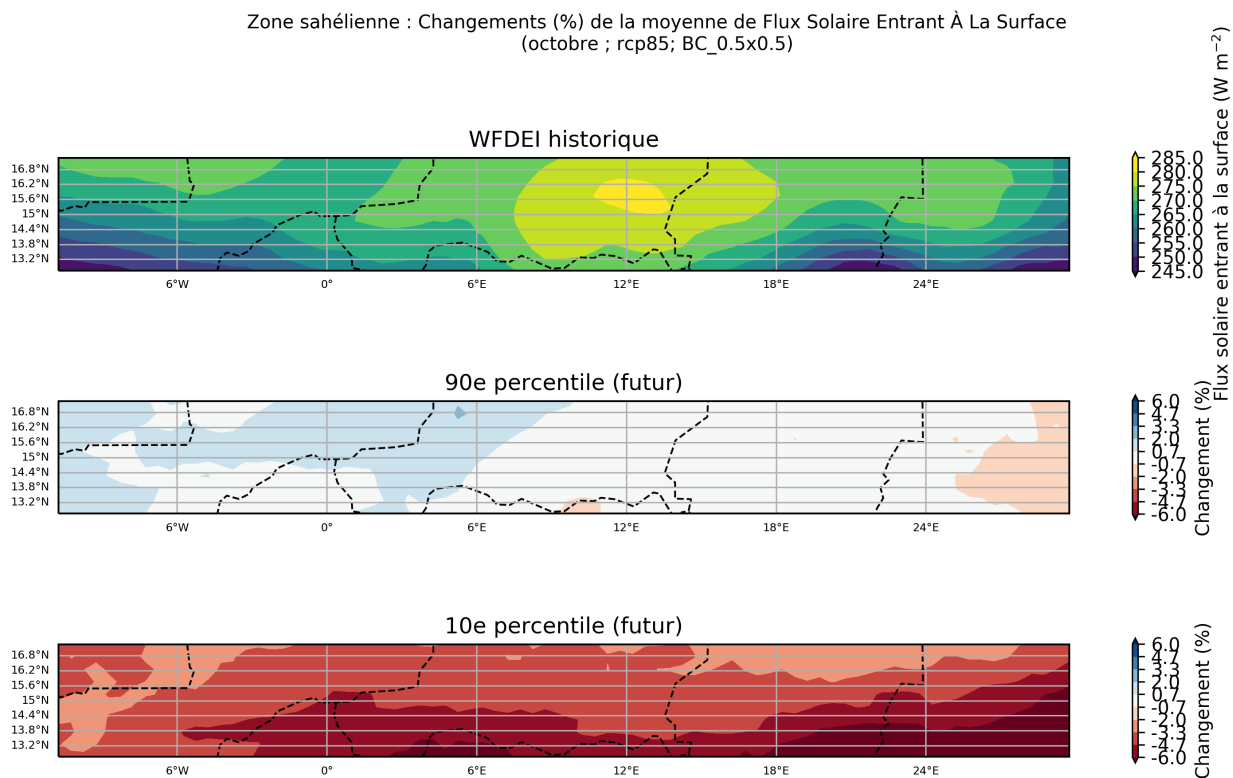 Zone sahélienne : Changements (%) de la moyenne de Flux Solaire Entrant À La Surface
(octobre ; rcp85; BC_0.5x0.5)
WFDEI historique
16.8°N
16.2°N
15.6°N
15°N
14.4°N
13.8°N
13.2°N
6°W
0°
6°E
12°E
18°E
24°E
285.0
280.0
275.0
270.0
265.0
260.0
255.0
250.0
245.0
Flux solaire entrant à la surface (W m⁻²)
90e percentile (futur)
16.8°N
16.2°N
15.6°N
15°N
14.4°N
13.8°N
13.2°N
6°W
0°
6°E
12°E
18°E
24°E
6.0
4.7
3.3
2.0
0.7
-0.7
-2.0
-3.3
-4.7
-6.0
Changement (%)
10e percentile (futur)
16.8°N
16.2°N
15.6°N
15°N
14.4°N
13.8°N
13.2°N
6°W
0°
6°E
12°E
18°E
24°E
6.0
4.7
3.3
2.0
0.7
-0.7
-2.0
-3.3
-4.7
-6.0
Changement (%)